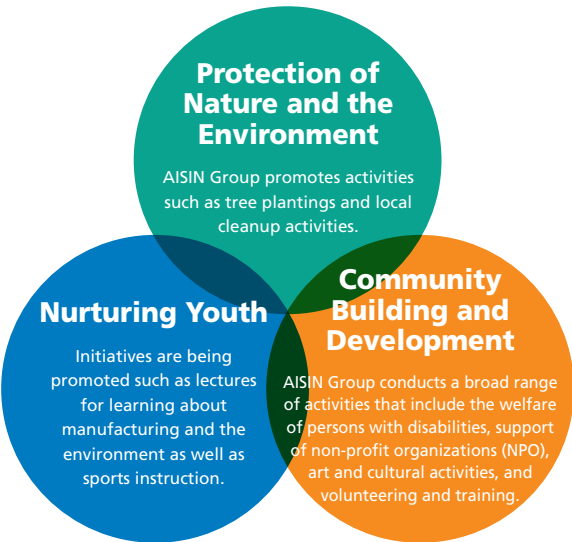 Protection of
Nature and the
Environment
AISIN Group promotes activities
such as tree plantings and local
cleanup activities.
Nurturing Youth
Initiatives are being
promoted such as lectures
for learning about
manufacturing and the
environment as well as
sports instruction.
Community
Building and
Development
AISIN Group conducts a broad range
of activities that include the welfare
of persons with disabilities, support
of non-profit organizations (NPO),
art and cultural activities, and
volunteering and training.